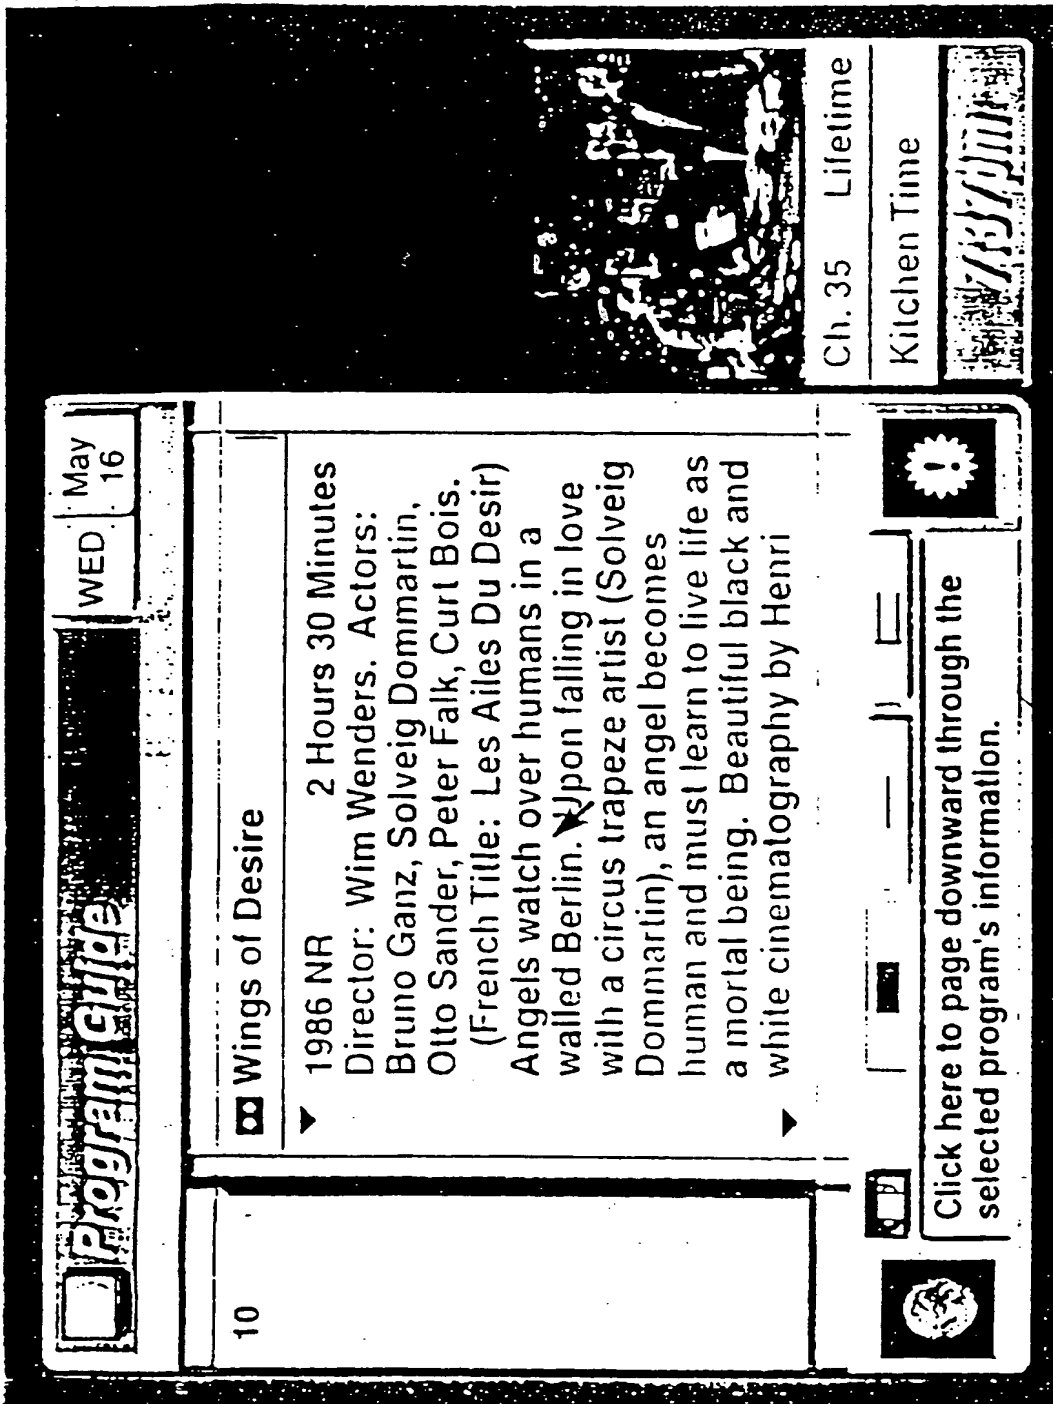 Program Guide
WED May
16
10
Wings of Desire
1986 NR 2 Hours 30 Minutes
Director: Wim Wenders. Actors:
Bruno Ganz, Solveig Dommartin,
Otto Sander, Peter Falk, Curt Bois.
(French Title: Les Ailes Du Desir)
Angels watch over humans in a
walled Berlin. Upon falling in love
with a circus trapeze artist (Solveig
Dommartin), an angel becomes
human and must learn to live life as
a mortal being. Beautiful black and
white cinematography by Henri
!
Click here to page downward through the
selected program's information.
Ch. 35 Lifetime
Kitchen Time